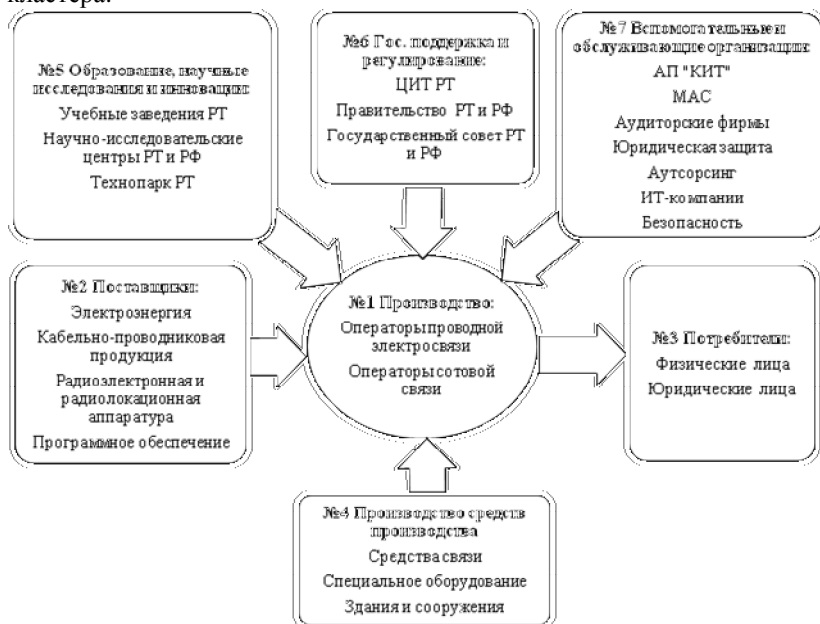 кластера.
№5 Образование, научные
исследования и инновации:
Учебные заведения РТ
Научно-исследовательские
центры РТ и РФ
Технопарк РТ
№6 Гос. поддержка и
регулирование:
ЦИТ РТ
Правительство РТ и РФ
Государственный совет РТ
и РФ
№7 Вспомогательные и
обслуживающие организации:
АП "КИТ"
МАС
Аудиторские фирмы
Юридическая защита
Аутсорсинг
ИТ-компании
Безопасность
№2 Поставщики:
Электроэнергия
Кабельно-проводниковая
продукция
Радиоэлектронная и
радиолокационная
аппаратура
Программное обеспечение
№1 Производство:
Операторы проводной
электросвязи
Операторы сотовой
связи
№3 Потребители:
Физические лица
Юридические лица
№4 Производство средств
производства
Средства связи
Специальное оборудование
Здания и сооружения